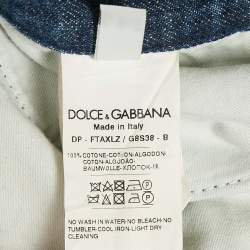 DOLCE & GABBANA
Made in Italy
DP - FTAXLZ / G8S38 - B
100% COTONE-COTTON-ALGODON-
COTON-ALGODÃO-
BAUMWOLLE-ХЛОПОК-棉
NO WASH IN WATER-NO BLEACH-NO
TUMBLER-COOL IRON-LIGHT DRY
CLEANING